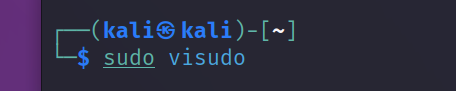 ┌──(kali㉿kali)-[~]
└─$ sudo visudo